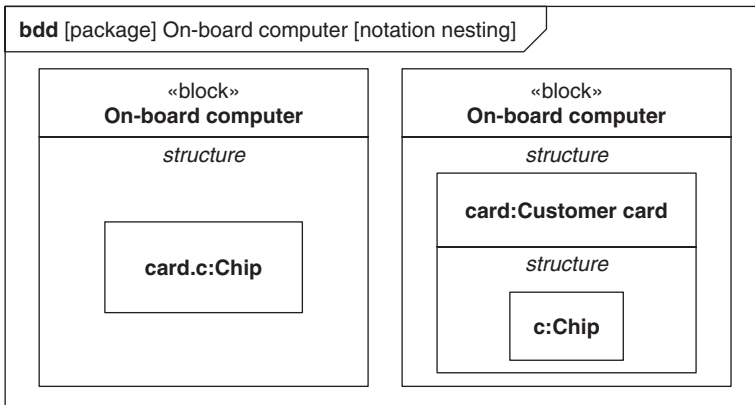 bdd [package] On-board computer [notation nesting]
«block»
On-board computer
structure
card.c:Chip
«block»
On-board computer
structure
card:Customer card
structure
c:Chip